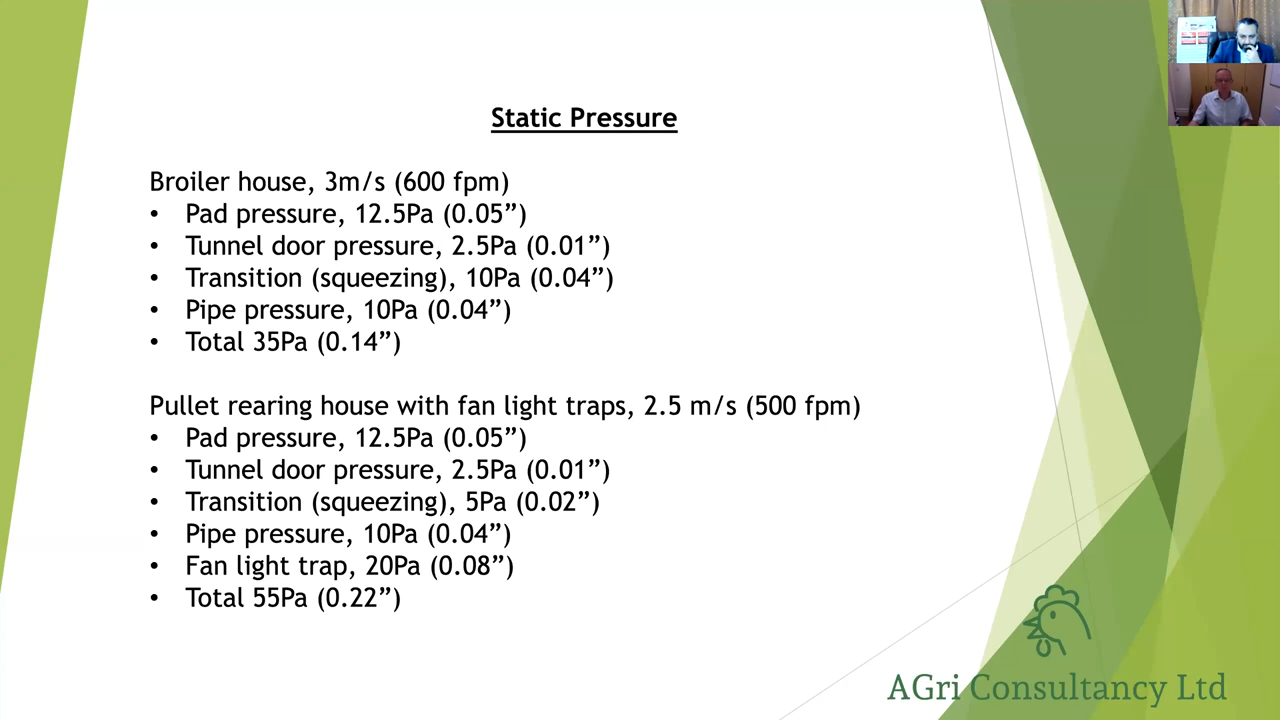 Static Pressure
Broiler house, 3m/s (600 fpm)
• Pad pressure, 12.5Pa (0.05”)
• Tunnel door pressure, 2.5Pa (0.01”)
• Transition (squeezing), 10Pa (0.04”)
• Pipe pressure, 10Pa (0.04”)
• Total 35Pa (0.14”)
Pullet rearing house with fan light traps, 2.5 m/s (500 fpm)
• Pad pressure, 12.5Pa (0.05”)
• Tunnel door pressure, 2.5Pa (0.01”)
• Transition (squeezing), 5Pa (0.02”)
• Pipe pressure, 10Pa (0.04”)
• Fan light trap, 20Pa (0.08”)
• Total 55Pa (0.22”)
AGri Consultancy Ltd